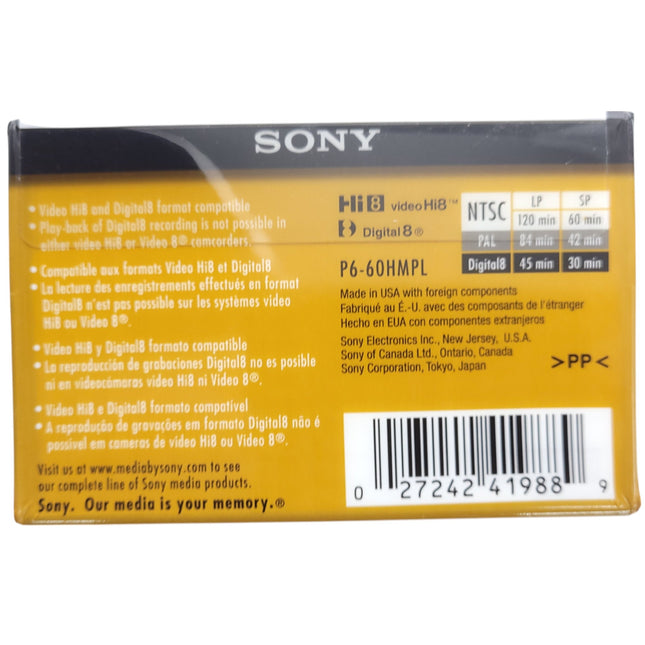 SONY
• Video Hi8 and Digital8 format compatible
• Play-back of Digital8 recording is not possible in
either video Hi8 or Video 8® camcorders.
• Compatible aux formats Video Hi8 et Digital8
• La lecture des enregistrements effectués en format
Digital8 n'est pas possible sur les systèmes video
Hi8 ou Video 8®.
• Video Hi8 y Digital8 formato compatible
• La reproducción de grabaciones Digital8 no es posible
ni en videocámaras video Hi8 ni Video 8®.
• Video Hi8 e Digital8 formato compatível
• A reprodução de gravações em formato Digital8 não é
possível em cameras de video Hi8 ou Video 8®.
Visit us at www.mediabysony.com to see
our complete line of Sony media products.
Sony. Our media is your memory.®
Hi8 videoHi8™
Digital8®
LP SP
NTSC 120 min 60 min
PAL 84 min 42 min
Digital8 45 min 30 min
P6-60HMPL
Made in USA with foreign components
Fabriqué au É.-U. avec des composants de l'étranger
Hecho en EUA con componentes extranjeros
Sony Electronics Inc., New Jersey, U.S.A.
Sony of Canada Ltd., Ontario, Canada
Sony Corporation, Tokyo, Japan
>PP<
0 27242 41988 9